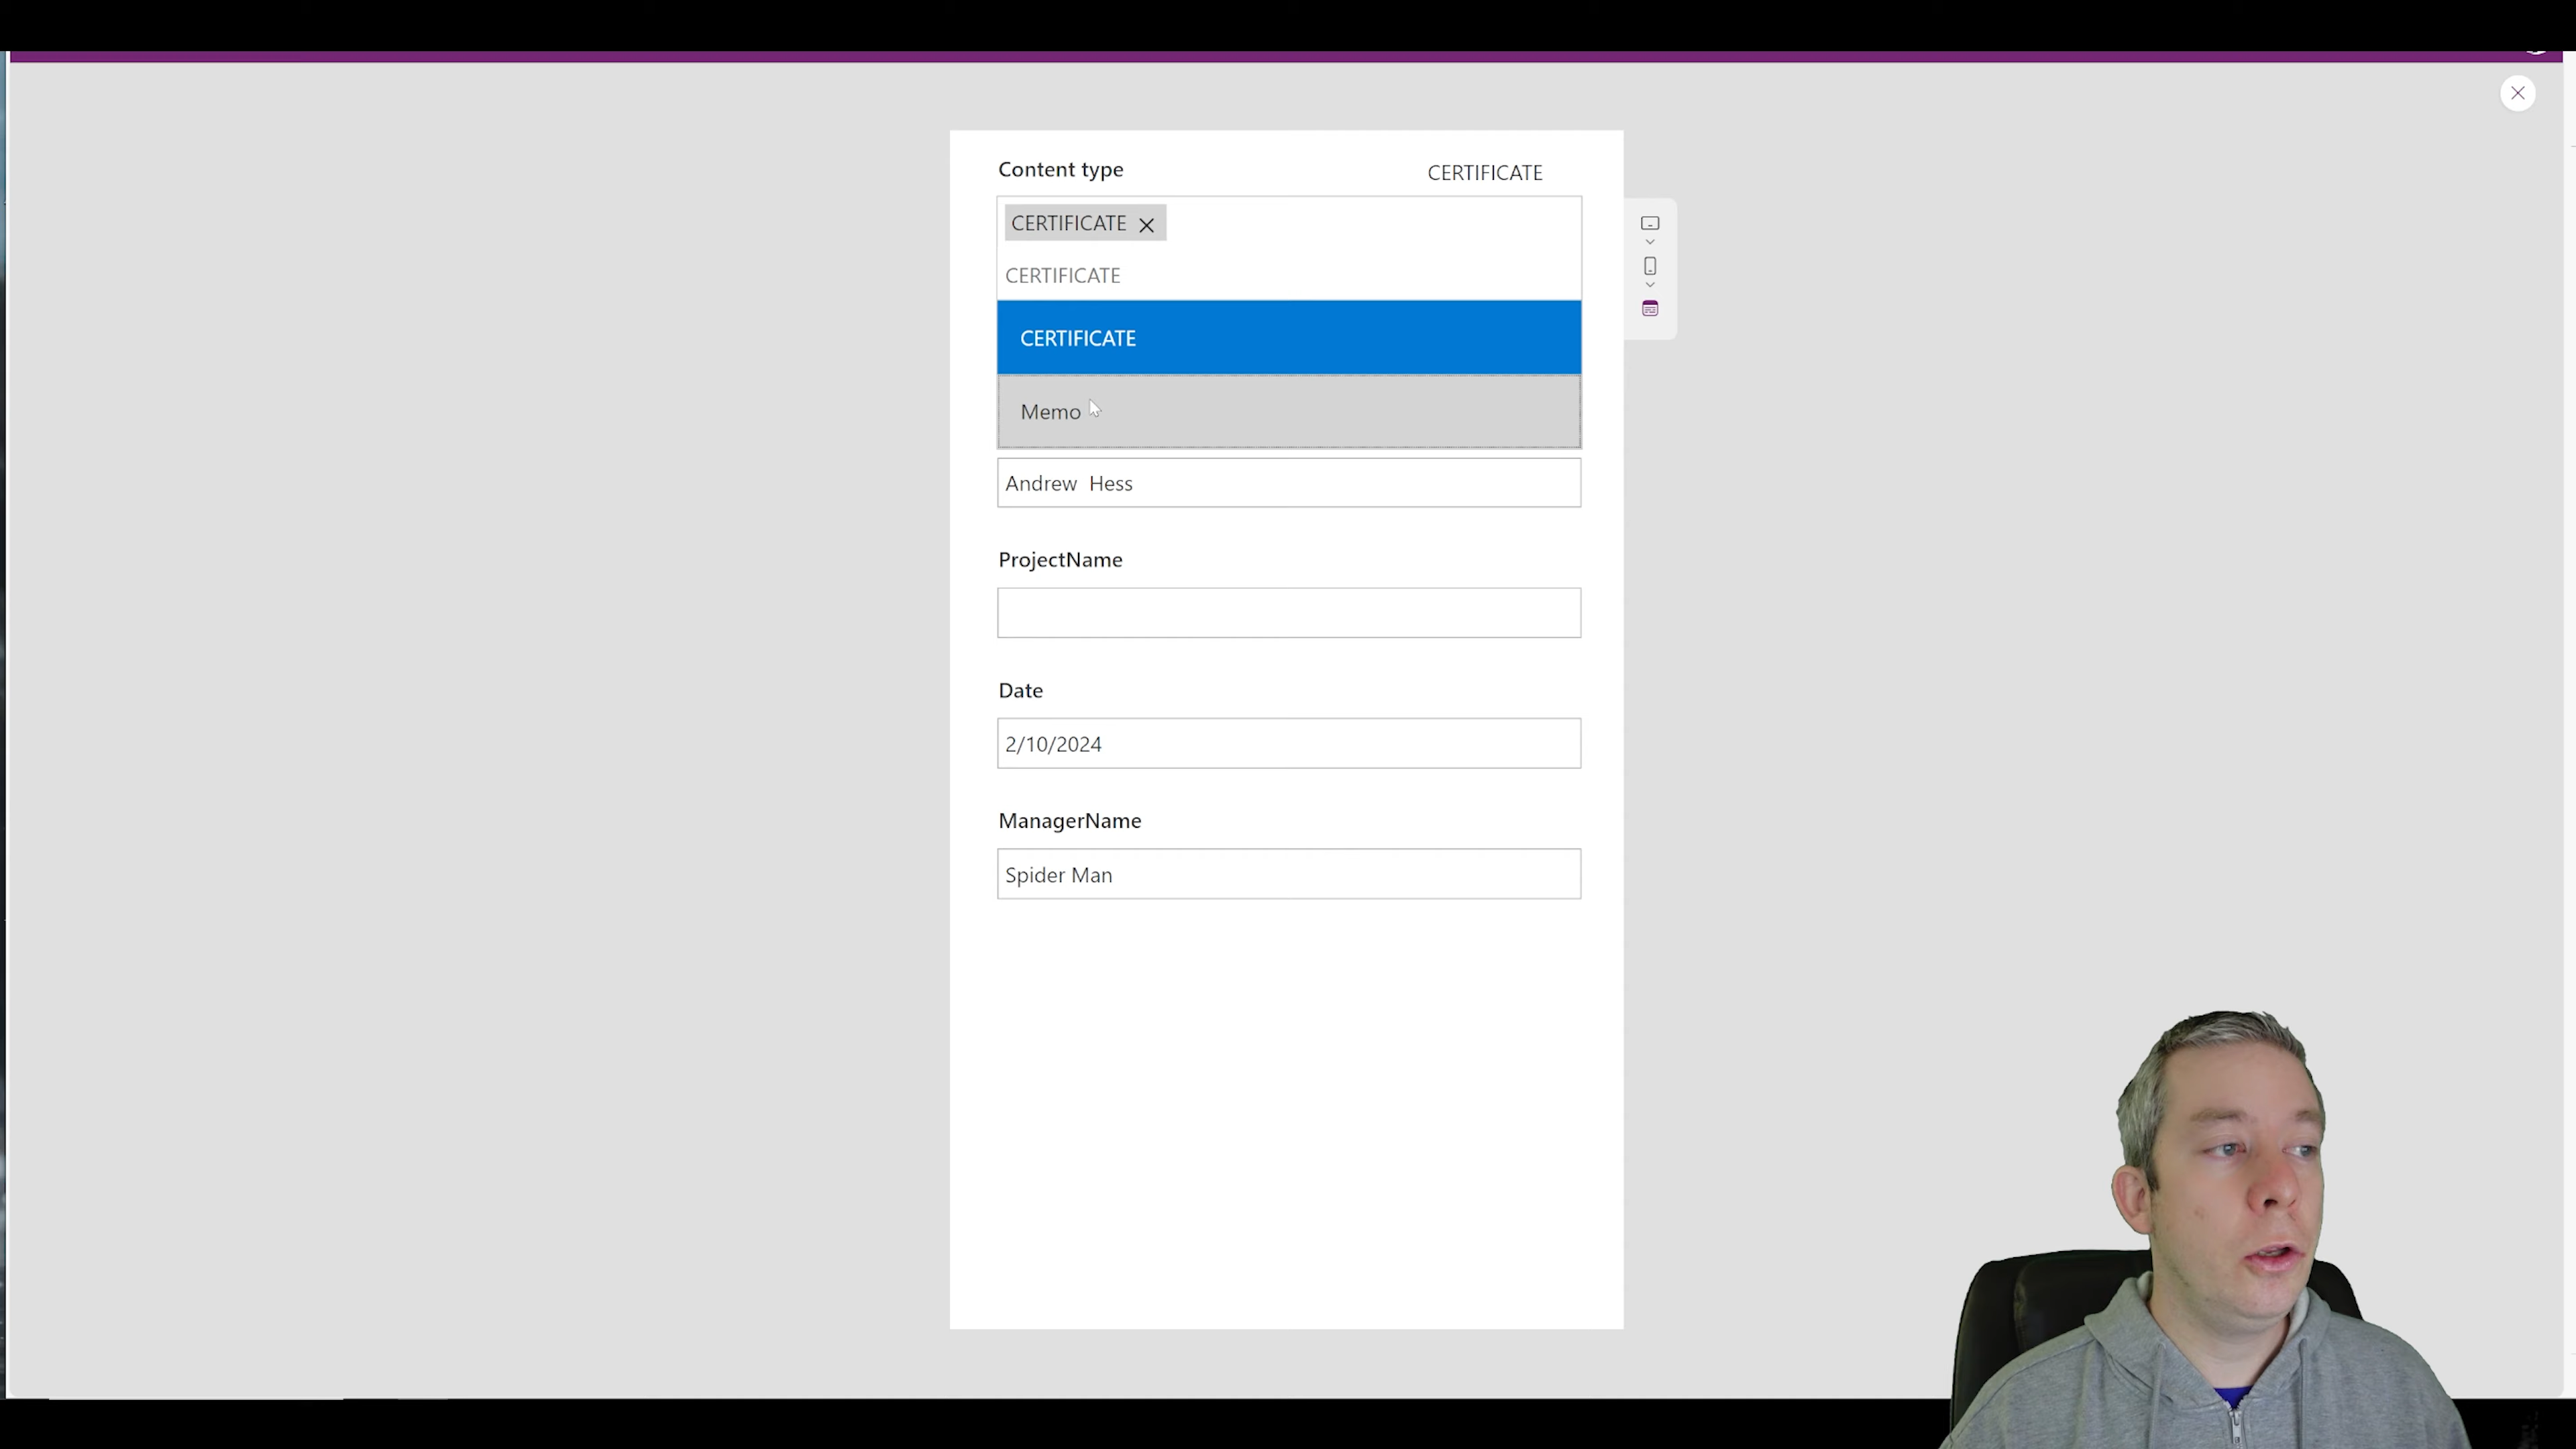 Content type
CERTIFICATE
CERTIFICATE
CERTIFICATE
CERTIFICATE
Memo
Andrew  Hess
ProjectName
Date
2/10/2024
ManagerName
Spider Man